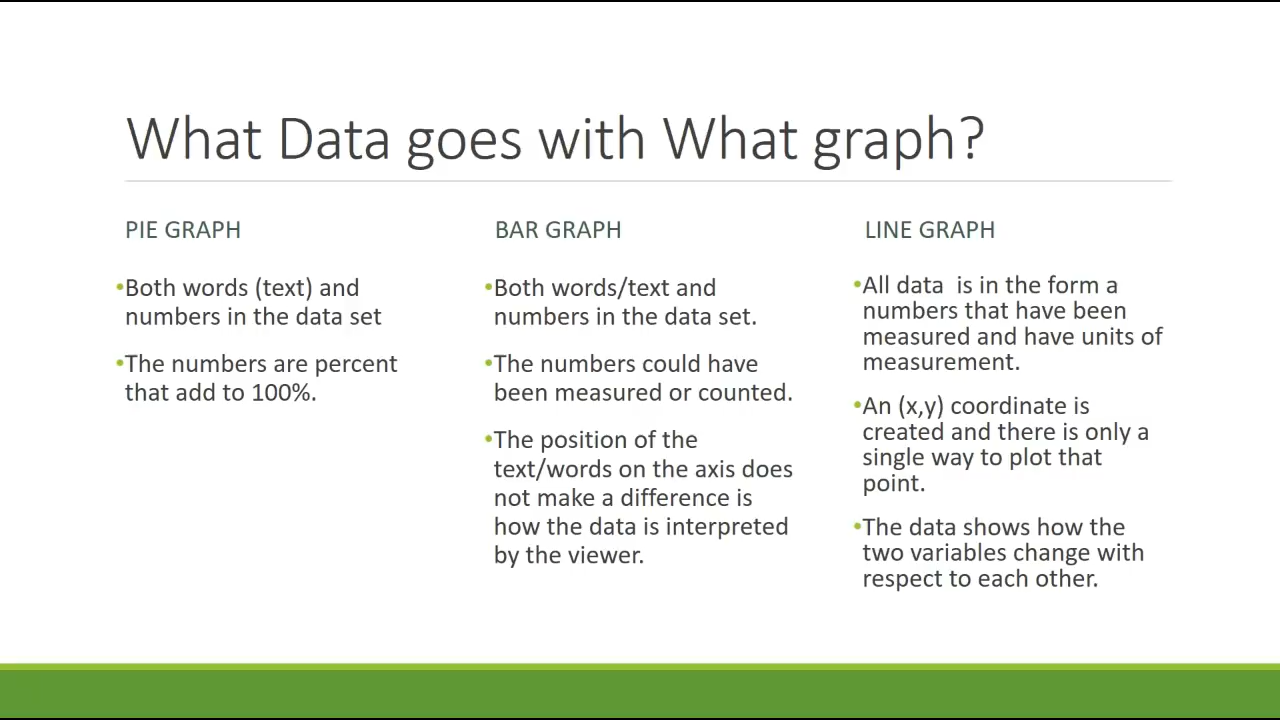 What Data goes with What graph?
PIE GRAPH
•Both words (text) and
numbers in the data set
•The numbers are percent
that add to 100%.
BAR GRAPH
•Both words/text and
numbers in the data set.
•The numbers could have
been measured or counted.
•The position of the
text/words on the axis does
not make a difference is
how the data is interpreted
by the viewer.
LINE GRAPH
•All data  is in the form a
numbers that have been
measured and have units of
measurement.
•An (x,y) coordinate is
created and there is only a
single way to plot that
point.
•The data shows how the
two variables change with
respect to each other.